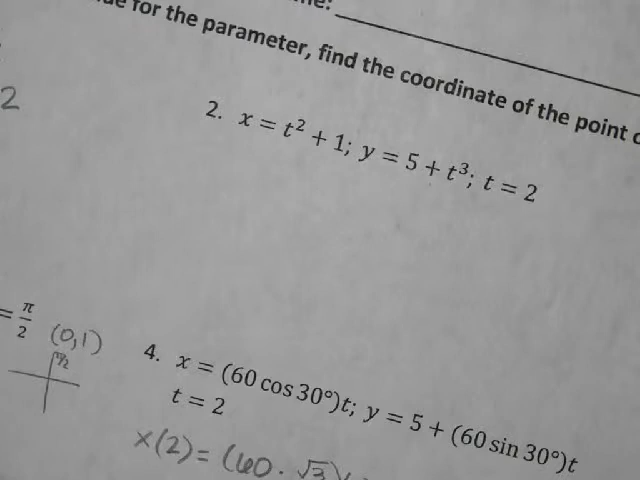 for the parameter, find the coordinate of the point
2
2. x = t² + 1; y = 5 + t³; t = 2
= π/2 (0,1)
π/2
4. x = (60 cos 30°)t; y = 5 + (60 sin 30°)t
t = 2
x(2) = (60 · √3